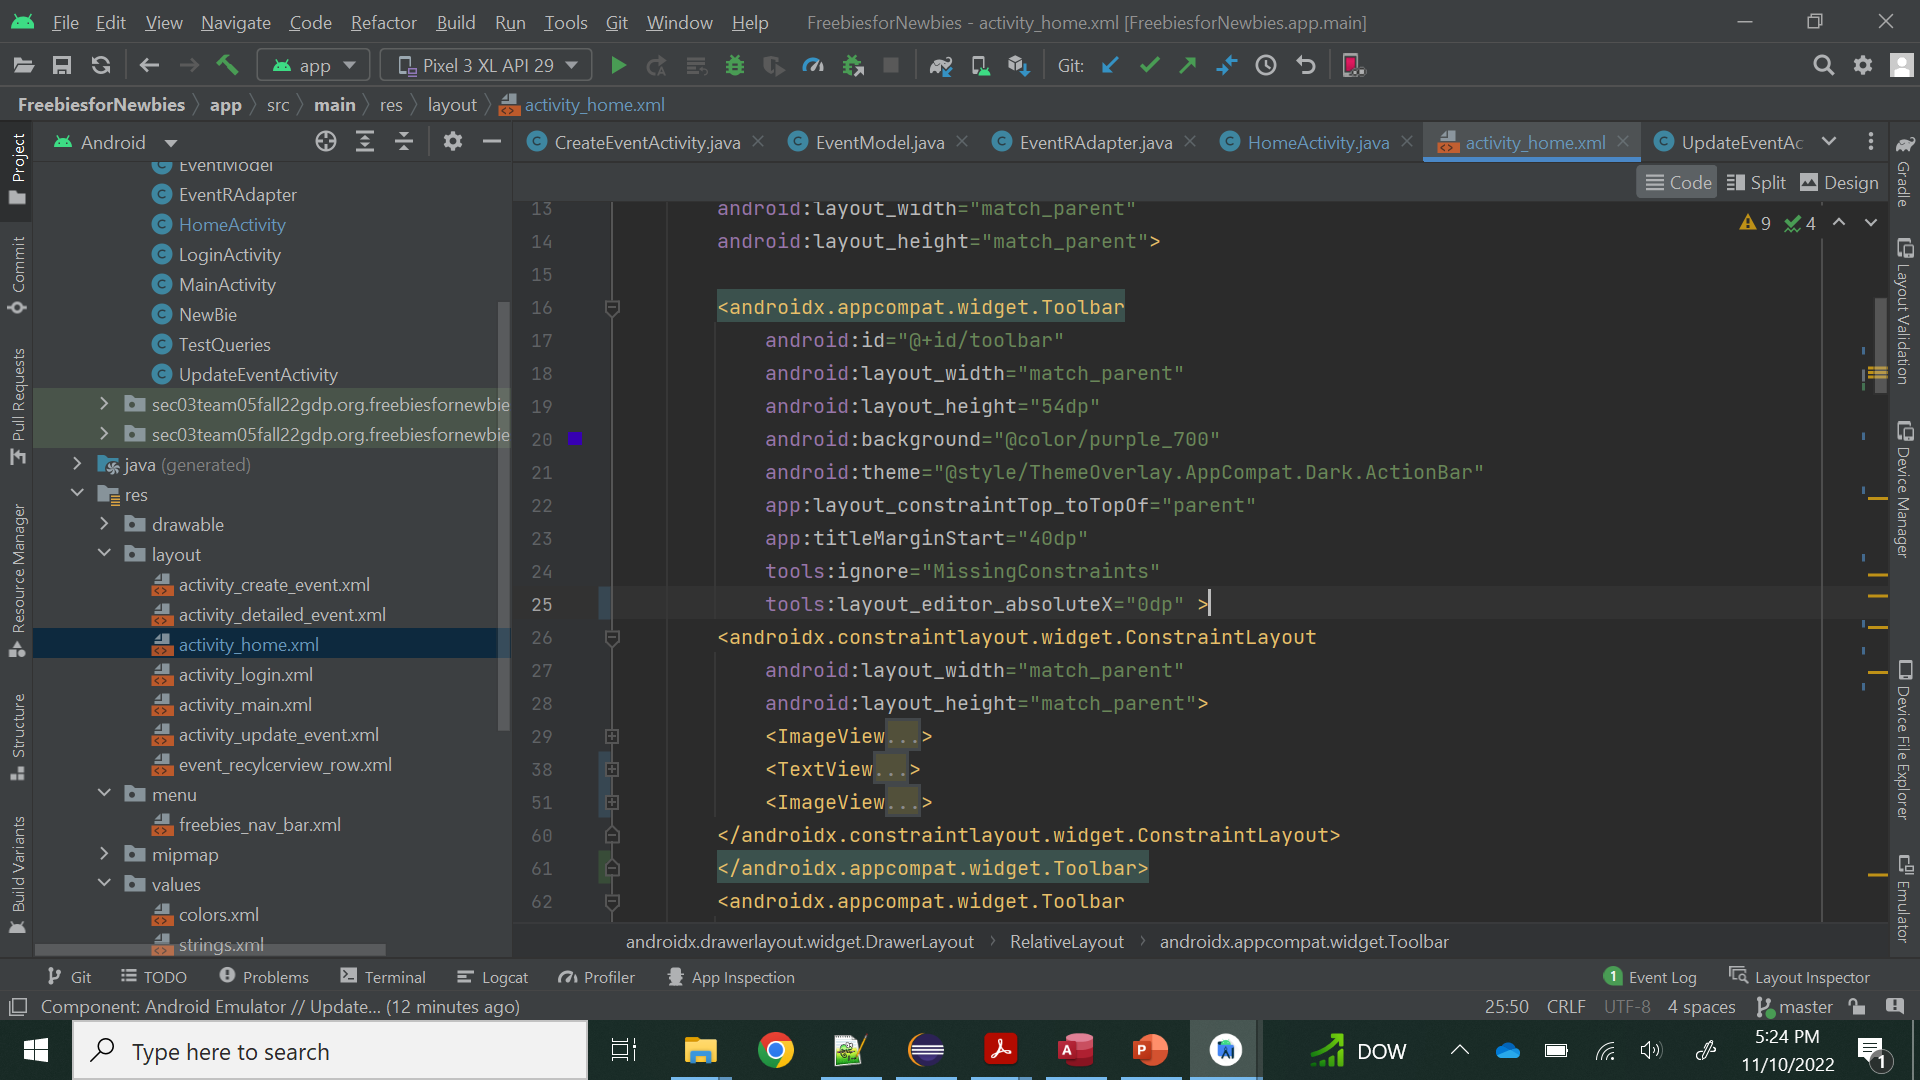 File Edit View Navigate Code Refactor Build Run Tools Git Window Help FreebiesforNewbies - activity_home.xml [FreebiesforNewbies.app.main]
app Pixel 3 XL API 29 Git:
FreebiesforNewbies app src main res layout activity_home.xml
Project
Commit
Pull Requests
Resource Manager
Structure
Build Variants
Android
EventModel
EventRAdapter
HomeActivity
LoginActivity
MainActivity
NewBie
TestQueries
UpdateEventActivity
sec03team05fall22gdp.org.freebiesfornewbie
sec03team05fall22gdp.org.freebiesfornewbie
java (generated)
res
drawable
layout
activity_create_event.xml
activity_detailed_event.xml
activity_home.xml
activity_login.xml
activity_main.xml
activity_update_event.xml
event_recylcerview_row.xml
menu
freebies_nav_bar.xml
mipmap
values
colors.xml
strings.xml
CreateEventActivity.java EventModel.java EventRAdapter.java HomeActivity.java activity_home.xml UpdateEventAc
Code Split Design
9 4
13 android:layout_width="match_parent"
14 android:layout_height="match_parent">
15
16 <androidx.appcompat.widget.Toolbar
17 android:id="@+id/toolbar"
18 android:layout_width="match_parent"
19 android:layout_height="54dp"
20 android:background="@color/purple_700"
21 android:theme="@style/ThemeOverlay.AppCompat.Dark.ActionBar"
22 app:layout_constraintTop_toTopOf="parent"
23 app:titleMarginStart="40dp"
24 tools:ignore="MissingConstraints"
25 tools:layout_editor_absoluteX="0dp" >
26 <androidx.constraintlayout.widget.ConstraintLayout
27 android:layout_width="match_parent"
28 android:layout_height="match_parent">
29 <ImageView...>
38 <TextView...>
51 <ImageView...>
60 </androidx.constraintlayout.widget.ConstraintLayout>
61 </androidx.appcompat.widget.Toolbar>
62 <androidx.appcompat.widget.Toolbar
androidx.drawerlayout.widget.DrawerLayout RelativeLayout androidx.appcompat.widget.Toolbar
Gradle
Layout Validation
Device Manager
Device File Explorer
Emulator
Git TODO Problems Terminal Logcat Profiler App Inspection 1 Event Log Layout Inspector
Component: Android Emulator // Update... (12 minutes ago) 25:50 CRLF UTF-8 4 spaces master
Type here to search
DOW
5:24 PM
11/10/2022
1